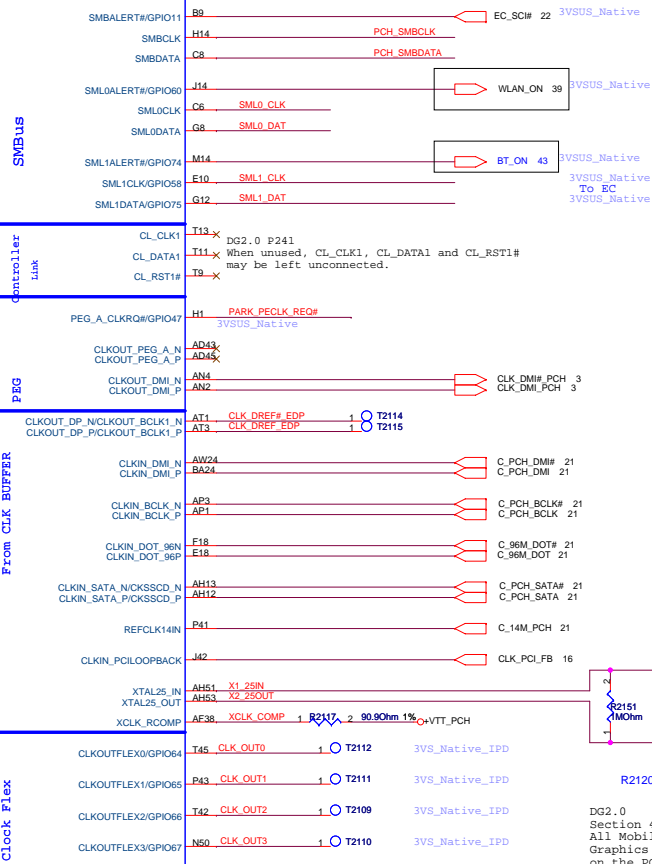 SMBus
SMBALERT#/GPIO11 B9 EC_SCI# 22 3VSUS_Native
SMBCLK H14 PCH_SMBCLK
SMBDATA C8 PCH_SMBDATA
SML0ALERT#/GPIO60 J14 WLAN_ON 39 3VSUS_Native
SML0CLK C6 SML0_CLK
SML0DATA G8 SML0_DAT
SML1ALERT#/GPIO74 M14 BT_ON 43 3VSUS_Native
SML1CLK/GPIO58 E10 SML1_CLK 3VSUS_Native
To EC
SML1DATA/GPIO75 G12 SML1_DAT 3VSUS_Native
Controller
Link
CL_CLK1 T13
CL_DATA1 T11
CL_RST1# T9
DG2.0 P241
When unused, CL_CLK1, CL_DATA1 and CL_RST1#
may be left unconnected.
PEG
PEG_A_CLKRQ#/GPIO47 H1 PARK_PECLK_REQ#
3VSUS_Native
CLKOUT_PEG_A_N AD43
CLKOUT_PEG_A_P AD45
CLKOUT_DMI_N AN4 CLK_DMI#_PCH 3
CLKOUT_DMI_P AN2 CLK_DMI_PCH 3
From CLK BUFFER
CLKOUT_DP_N/CLKOUT_BCLK1_N AT1 CLK_DREF#_EDP 1 T2114
CLKOUT_DP_P/CLKOUT_BCLK1_P AT3 CLK_DREF_EDP 1 T2115
CLKIN_DMI_N AW24 C_PCH_DMI# 21
CLKIN_DMI_P BA24 C_PCH_DMI 21
CLKIN_BCLK_N AP3 C_PCH_BCLK# 21
CLKIN_BCLK_P AP1 C_PCH_BCLK 21
CLKIN_DOT_96N F18 C_96M_DOT# 21
CLKIN_DOT_96P E18 C_96M_DOT 21
CLKIN_SATA_N/CKSSCD_N AH13 C_PCH_SATA# 21
CLKIN_SATA_P/CKSSCD_P AH12 C_PCH_SATA 21
REFCLK14IN P41 C_14M_PCH 21
CLKIN_PCILOOPBACK J42 CLK_PCI_FB 16
XTAL25_IN AH51 X1_25IN
XTAL25_OUT AH53 X2_25OUT
XCLK_RCOMP AF38 XCLK_COMP 1 R2117 2 90.9Ohm 1% +VTT_PCH
2
R2151
1MOhm
1
Clock Flex
CLKOUTFLEX0/GPIO64 T45 CLK_OUT0 1 T2112 3VS_Native_IPD
CLKOUTFLEX1/GPIO65 P43 CLK_OUT1 1 T2111 3VS_Native_IPD
CLKOUTFLEX2/GPIO66 T42 CLK_OUT2 1 T2109 3VS_Native_IPD
CLKOUTFLEX3/GPIO67 N50 CLK_OUT3 1 T2110 3VS_Native_IPD
R2120
DG2.0
Section 4
All Mobil
Graphics